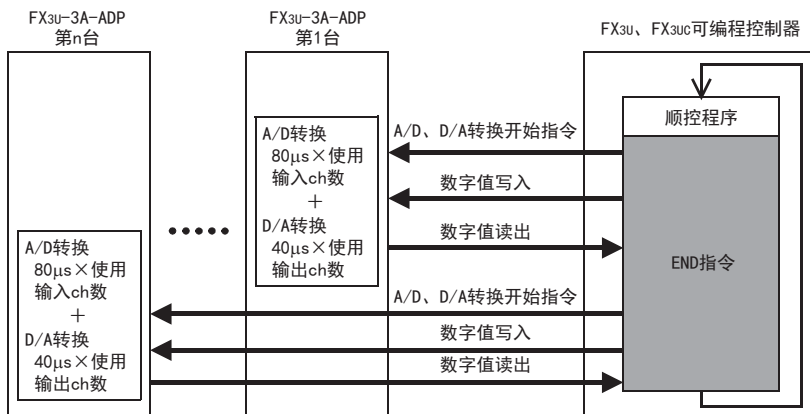 FX3U-3A-ADP
第n台
FX3U-3A-ADP
第1台
FX3U、FX3UC可编程控制器
A/D转换
80μs×使用
输入ch数
+
D/A转换
40μs×使用
输出ch数
A/D转换
80μs×使用
输入ch数
+
D/A转换
40μs×使用
输出ch数
A/D、D/A转换开始指令
数字值写入
数字值读出
A/D、D/A转换开始指令
数字值写入
数字值读出
顺控程序
END指令